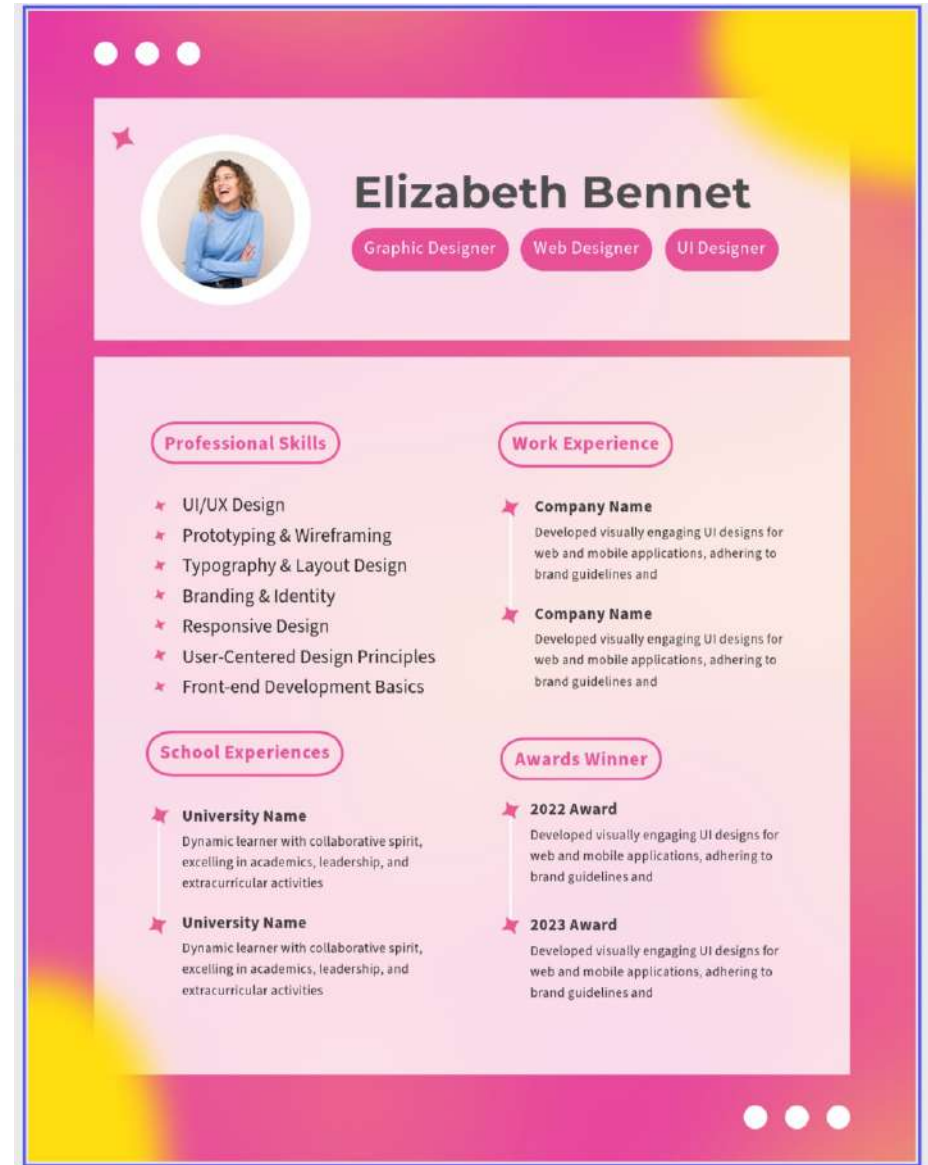 Elizabeth Bennet
Graphic Designer
Web Designer
UI Designer
Professional Skills
UI/UX Design
Prototyping & Wireframing
Typography & Layout Design
Branding & Identity
Responsive Design
User-Centered Design Principles
Front-end Development Basics
School Experiences
University Name
Dynamic learner with collaborative spirit,
excelling in academics, leadership, and
extracurricular activities
University Name
Dynamic learner with collaborative spirit,
excelling in academics, leadership, and
extracurricular activities
Work Experience
Company Name
Developed visually engaging UI designs for
web and mobile applications, adhering to
brand guidelines and
Company Name
Developed visually engaging UI designs for
web and mobile applications, adhering to
brand guidelines and
Awards Winner
2022 Award
Developed visually engaging UI designs for
web and mobile applications, adhering to
brand guidelines and
2023 Award
Developed visually engaging UI designs for
web and mobile applications, adhering to
brand guidelines and